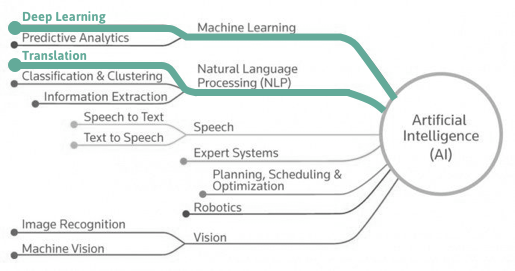 Deep Learning
Machine Learning
Predictive Analytics
Translation
Natural Language
Processing (NLP)
Classification & Clustering
Information Extraction
Speech to Text
Speech
Text to Speech
Expert Systems
Planning, Scheduling &
Optimization
Robotics
Image Recognition
Vision
Machine Vision
Artificial
Intelligence
(AI)